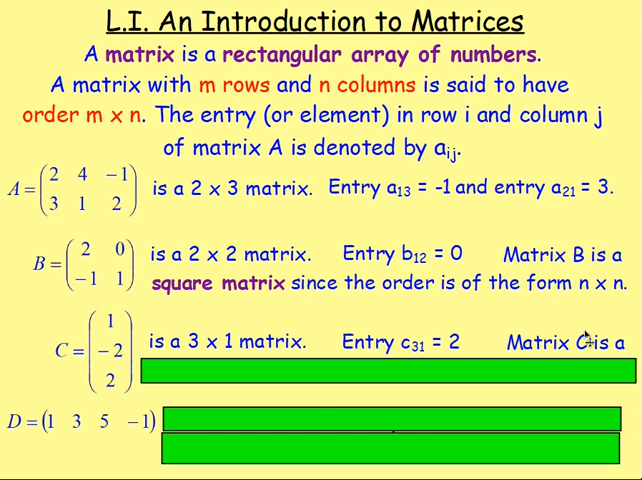 L.I. An Introduction to Matrices
A matrix is a rectangular array of numbers.
A matrix with m rows and n columns is said to have
order m x n. The entry (or element) in row i and column j
of matrix A is denoted by aᵢⱼ.
A = (2 4 −1
3 1 2) is a 2 x 3 matrix. Entry a₁₃ = -1 and entry a₂₁ = 3.
B = (2 0
−1 1) is a 2 x 2 matrix. Entry b₁₂ = 0 Matrix B is a
square matrix since the order is of the form n x n.
C = (1
−2
2) is a 3 x 1 matrix. Entry c₃₁ = 2 Matrix C is a
D = (1 3 5 −1)